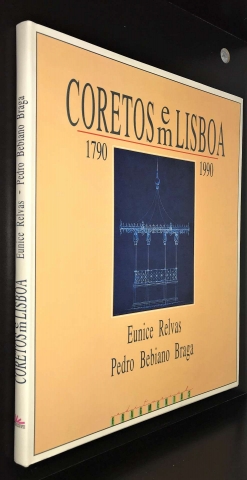 CORETOS em LISBOA
1790
1990
Eunice Relvas
Pedro Bebiano Braga
CORETOS em LISBOA Eunice Relvas - Pedro Bebiano Braga